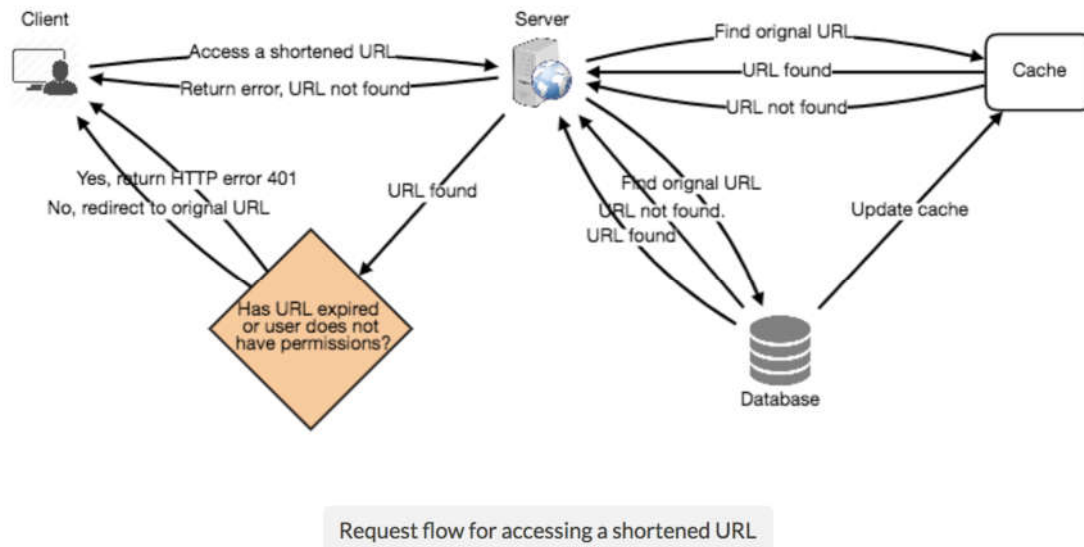 Client
Server
Access a shortened URL
Return error, URL not found
Find orignal URL
URL found
URL not found
Cache
Yes, return HTTP error 401
No, redirect to orignal URL
URL found
Find orignal URL
URL not found.
URL found
Update cache
Has URL expired
or user does not
have permissions?
Database
Request flow for accessing a shortened URL